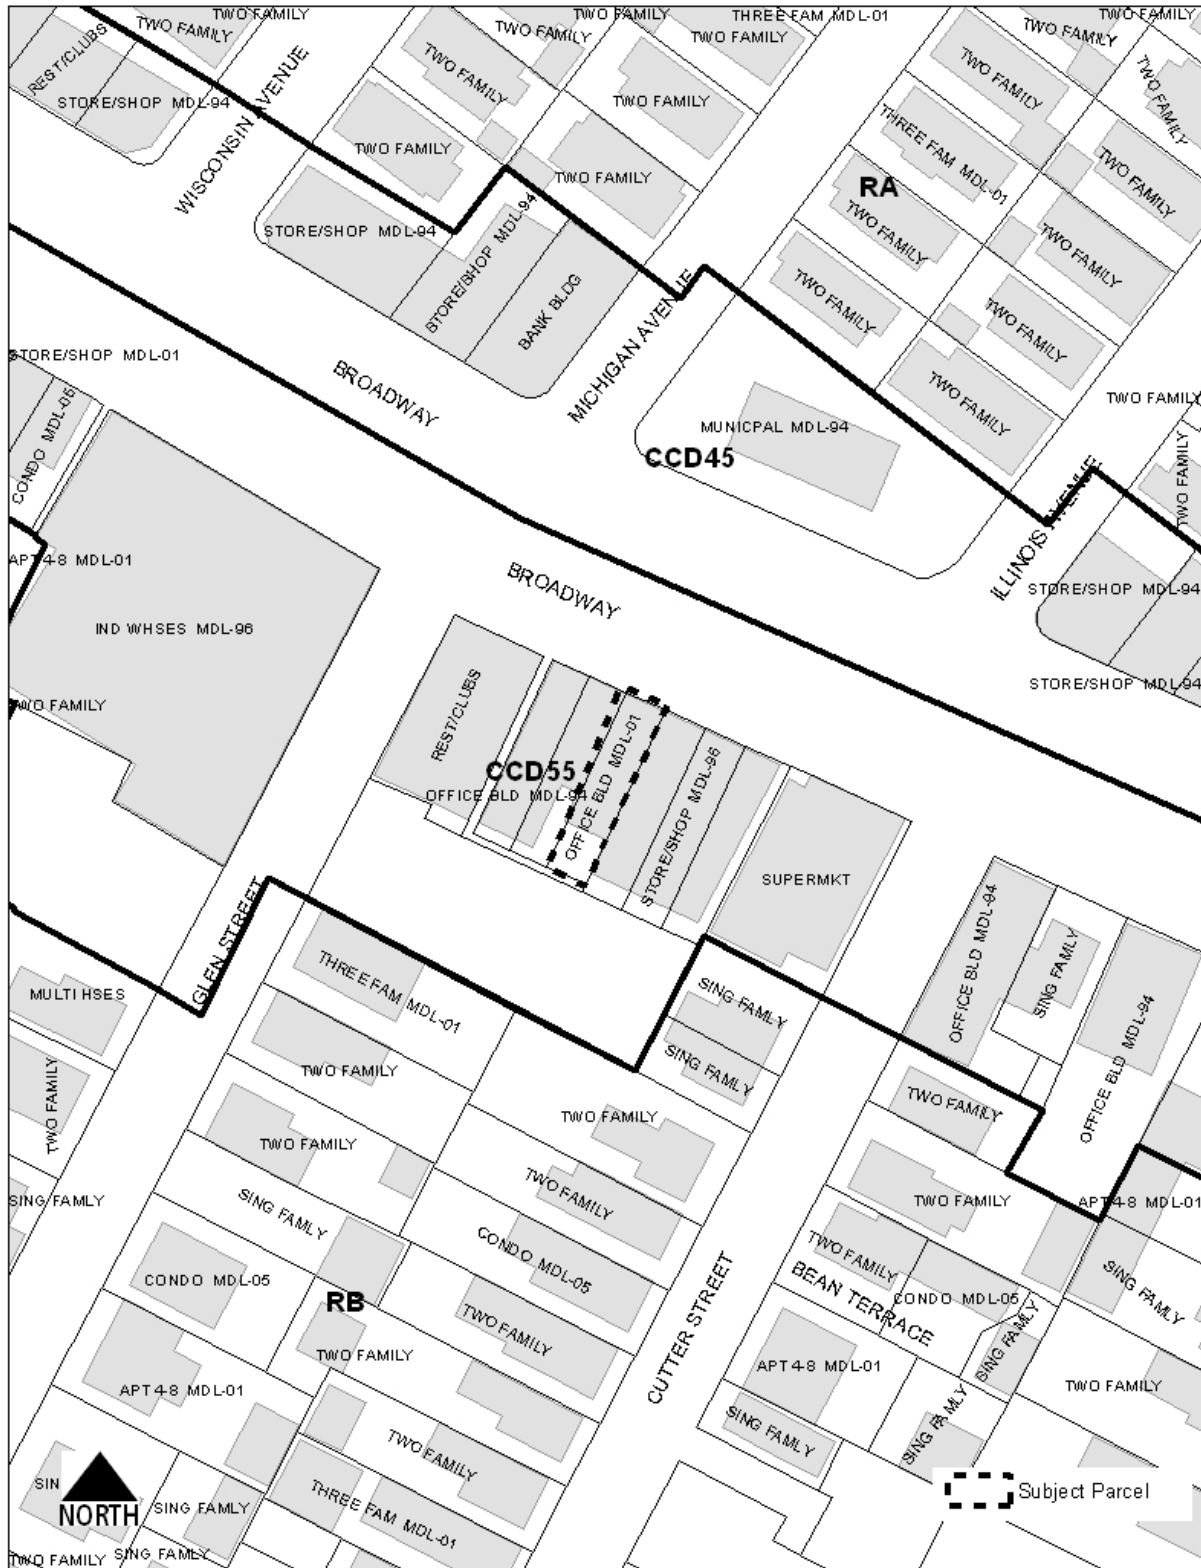 TWO FAMILY
TWO FAMILY
TWO FAMILY
THREE FAM MDL-01
TWO FAMILY
TWO FAMILY
TWO FAMILY
TWO FAMILY
REST/CLUBS
STORE/SHOP MDL-94
WISCONSIN AVENUE
TWO FAMILY
TWO FAMILY
TWO FAMILY
TWO FAMILY
TWO FAMILY
TWO FAMILY
THREE FAM MDL-01
TWO FAMILY
TWO FAMILY
RA
TWO FAMILY
STORE/SHOP MDL-94
STORE/SHOP MDL-94
BANK BLDG
MICHIGAN AVENUE
TWO FAMILY
TWO FAMILY
TWO FAMILY
STORE/SHOP MDL-01
CONDO MDL-05
BROADWAY
TWO FAMILY
TWO FAMILY
MUNICPAL MDL-94
CCD45
TWO FAMILY
ILLINOIS AVENUE
APT 4-8 MDL-01
BROADWAY
STORE/SHOP MDL-94
IND WHSES MDL-96
STORE/SHOP MDL-94
TWO FAMILY
REST/CLUBS
CCD55
OFFICE BLD MDL-94
OFFICE BLD MDL-01
STORE/SHOP MDL-95
SUPERMKT
GLEN STREET
OFFICE BLD MDL-94
SING FAMLY
OFFICE BLD MDL-94
MULTI HSES
THREE FAM MDL-01
SING FAMLY
SING FAMLY
TWO FAMILY
TWO FAMILY
TWO FAMILY
TWO FAMILY
TWO FAMILY
SING FAMLY
SING FAMLY
TWO FAMILY
TWO FAMILY
APT 4-8 MDL-01
CONDO MDL-05
CONDO MDL-05
TWO FAMILY
BEAN TERRACE
CONDO MDL-05
SING FAMLY
RB
TWO FAMILY
TWO FAMILY
CUTTER STREET
SING FAMLY
APT 4-8 MDL-01
APT 4-8 MDL-01
TWO FAMILY
SING FAMLY
SING FAMLY
TWO FAMILY
SIN
NORTH
SING FAMLY
THREE FAM MDL-01
Subject Parcel
TWO FAMILY
SING FAMLY